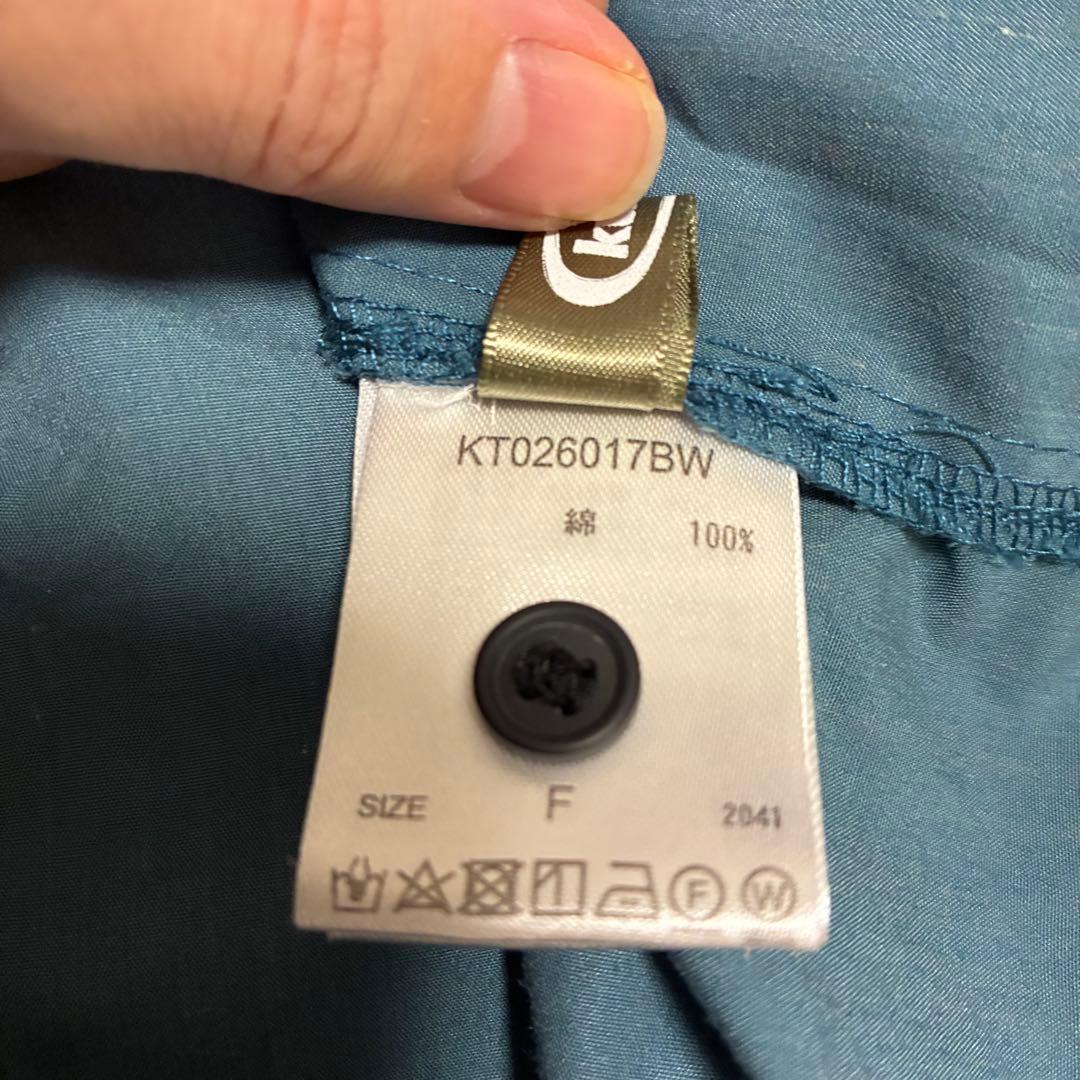 KT026017BW
綿 100%
SIZE F 2041
F W